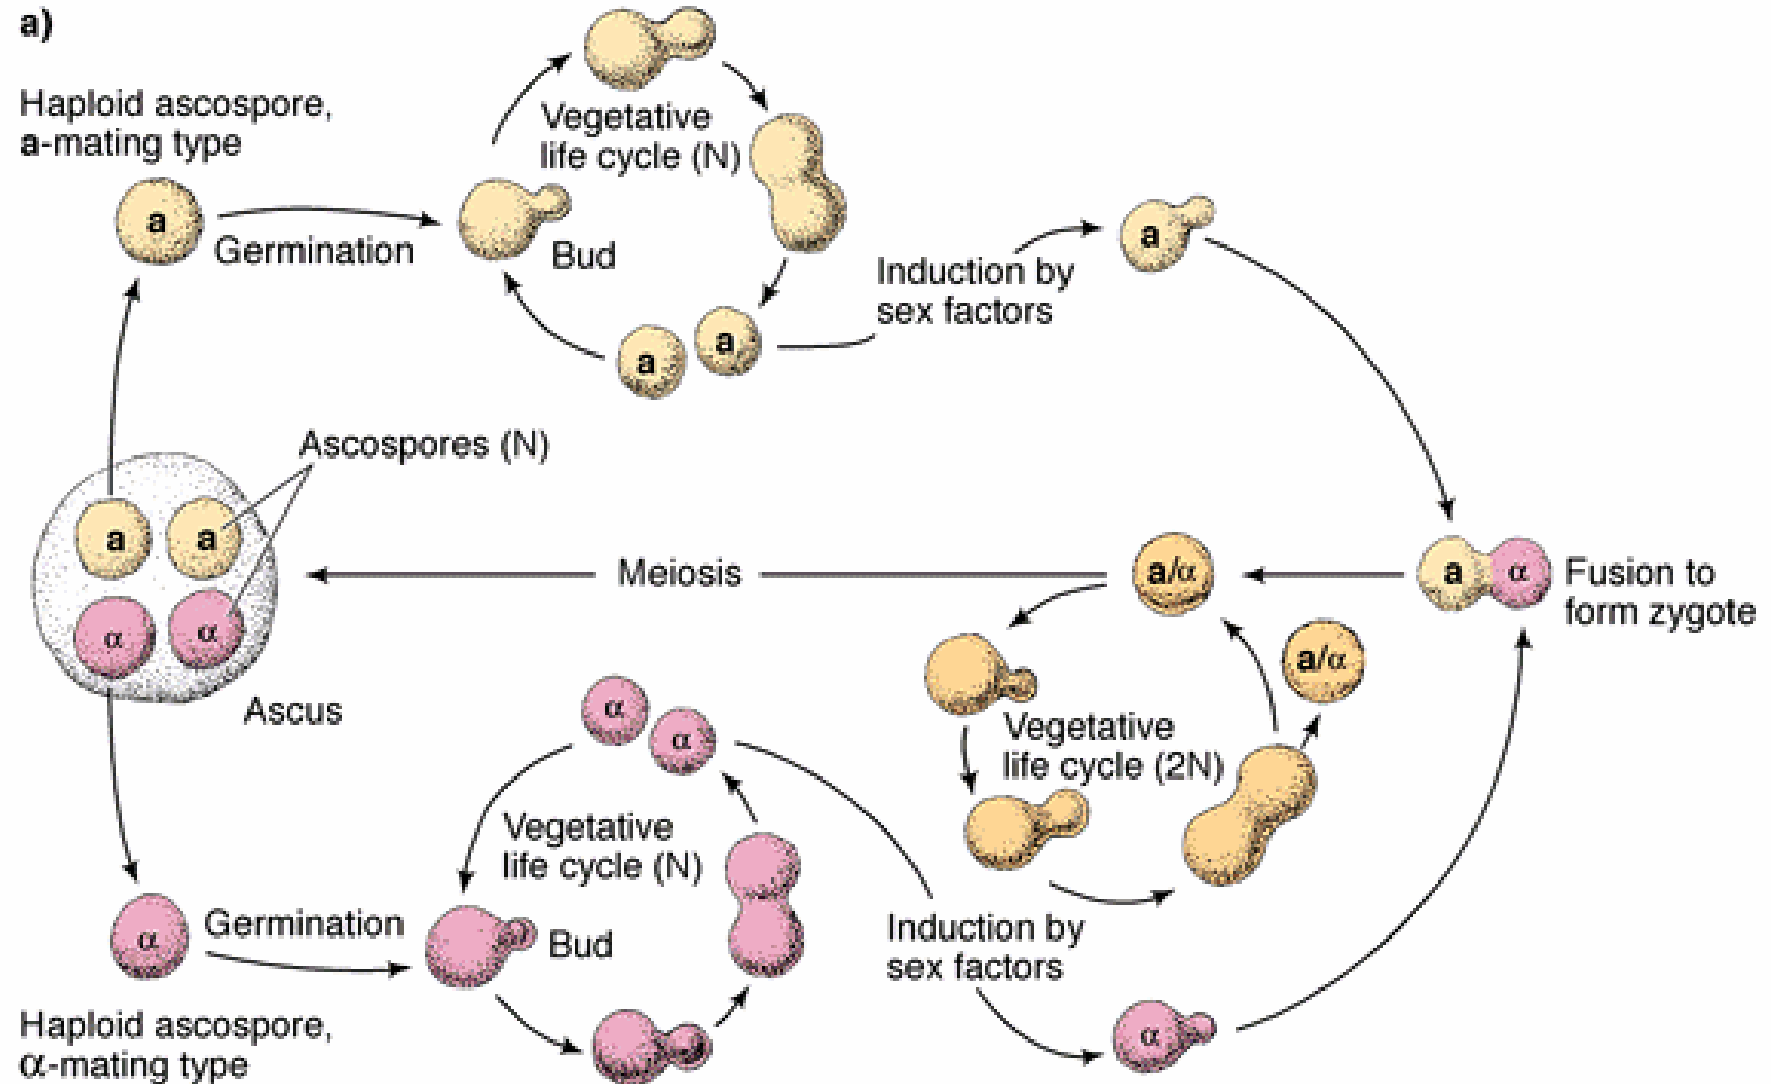 a)
Haploid ascospore,
a-mating type
a
Germination
Vegetative
life cycle (N)
Bud
a
a
Induction by
sex factors
a
Ascospores (N)
a
a
α
α
Ascus
Meiosis
a/α
a
α
Fusion to
form zygote
a/α
Vegetative
life cycle (2N)
α
α
Vegetative
life cycle (N)
α
Germination
Bud
Induction by
sex factors
α
Haploid ascospore,
α-mating type